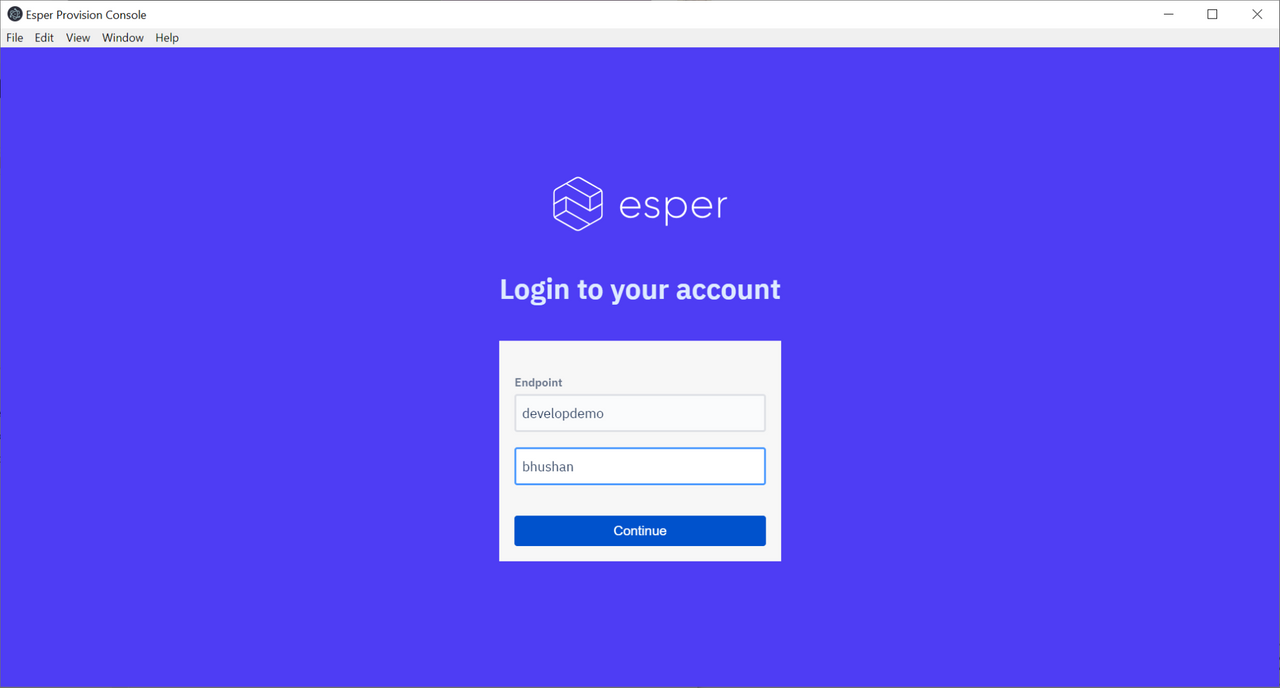 Esper Provision Console
File Edit View Window Help
esper
Login to your account
Endpoint
developdemo
bhushan
Continue